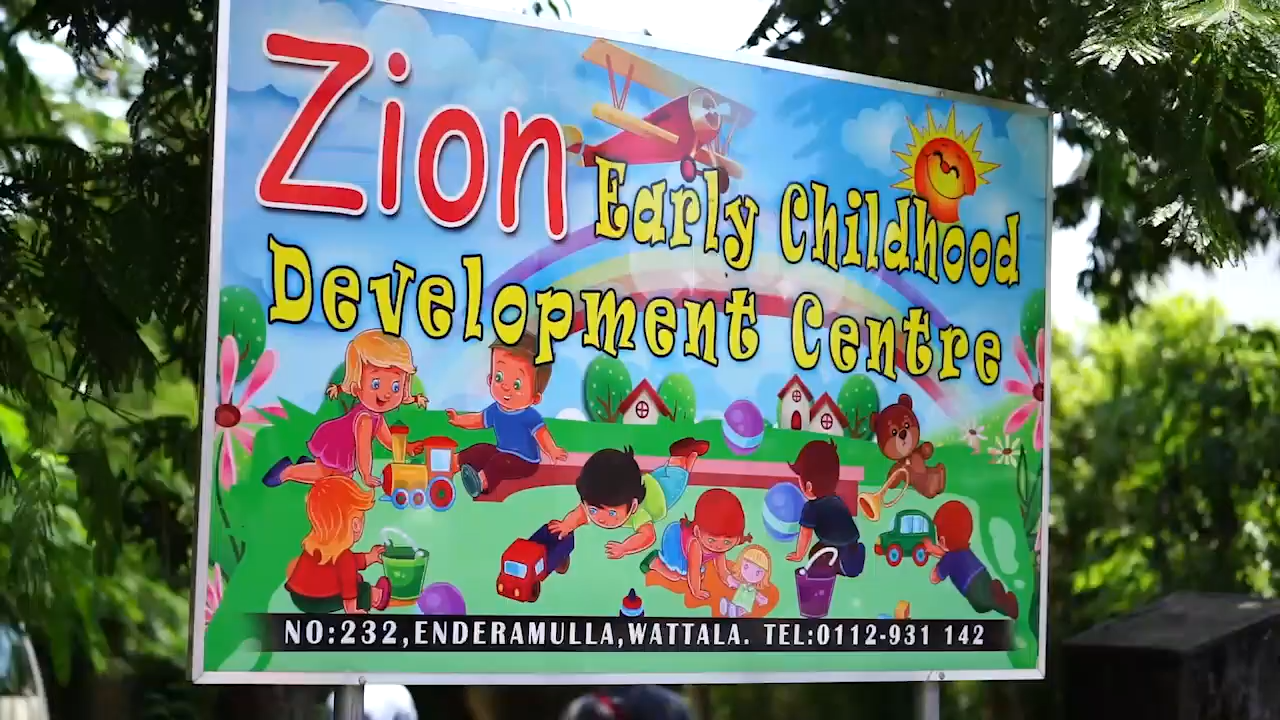 Zion Early Childhood
Development Centre
NO:232,ENDERAMULLA,WATTALA. TEL:0112-931 142